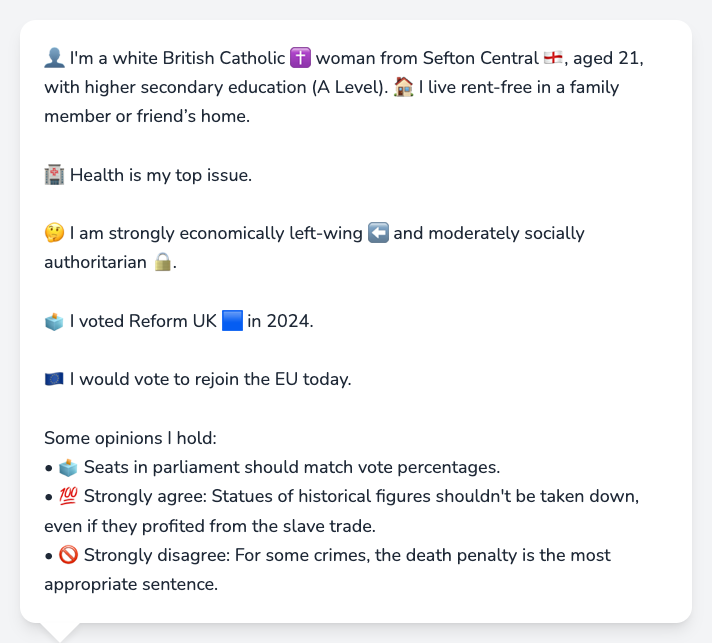 👤 I'm a white British Catholic ✝️ woman from Sefton Central 🏴󠁧󠁢󠁥󠁮󠁧󠁿, aged 21,
with higher secondary education (A Level). 🏠 I live rent-free in a family
member or friend’s home.
🏥 Health is my top issue.
🤔 I am strongly economically left-wing ⬅️ and moderately socially
authoritarian 🔒.
🗳️ I voted Reform UK 🟦 in 2024.
🇪🇺 I would vote to rejoin the EU today.
Some opinions I hold:
• 🗳️ Seats in parliament should match vote percentages.
• 💯 Strongly agree: Statues of historical figures shouldn't be taken down,
even if they profited from the slave trade.
• 🚫 Strongly disagree: For some crimes, the death penalty is the most
appropriate sentence.